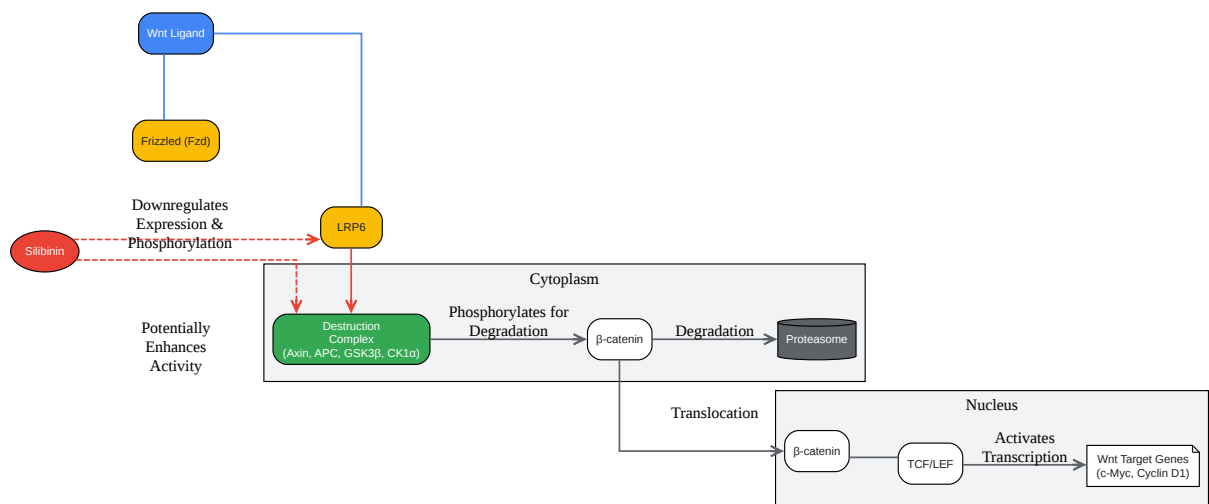 Wnt Ligand
Frizzled (Fzd)
Downregulates
Expression &
Phosphorylation
LRP6
Silibinin
Cytoplasm
Potentially
Enhances
Activity
Destruction
Complex
(Axin, APC, GSK3β, CK1α)
Phosphorylates for
Degradation
β-catenin
Degradation
Proteasome
Translocation
Nucleus
β-catenin
TCF/LEF
Activates
Transcription
Wnt Target Genes
(c-Myc, Cyclin D1)